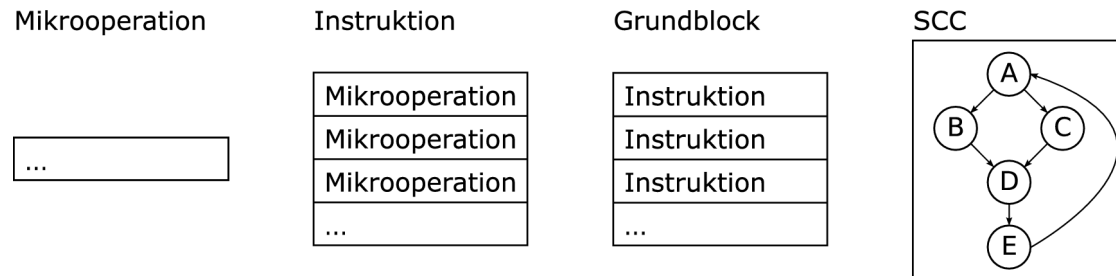 Mikrooperation
Instruktion
Grundblock
SCC
...
Mikrooperation
Mikrooperation
Mikrooperation
...
Instruktion
Instruktion
Instruktion
...
A
B
C
D
E